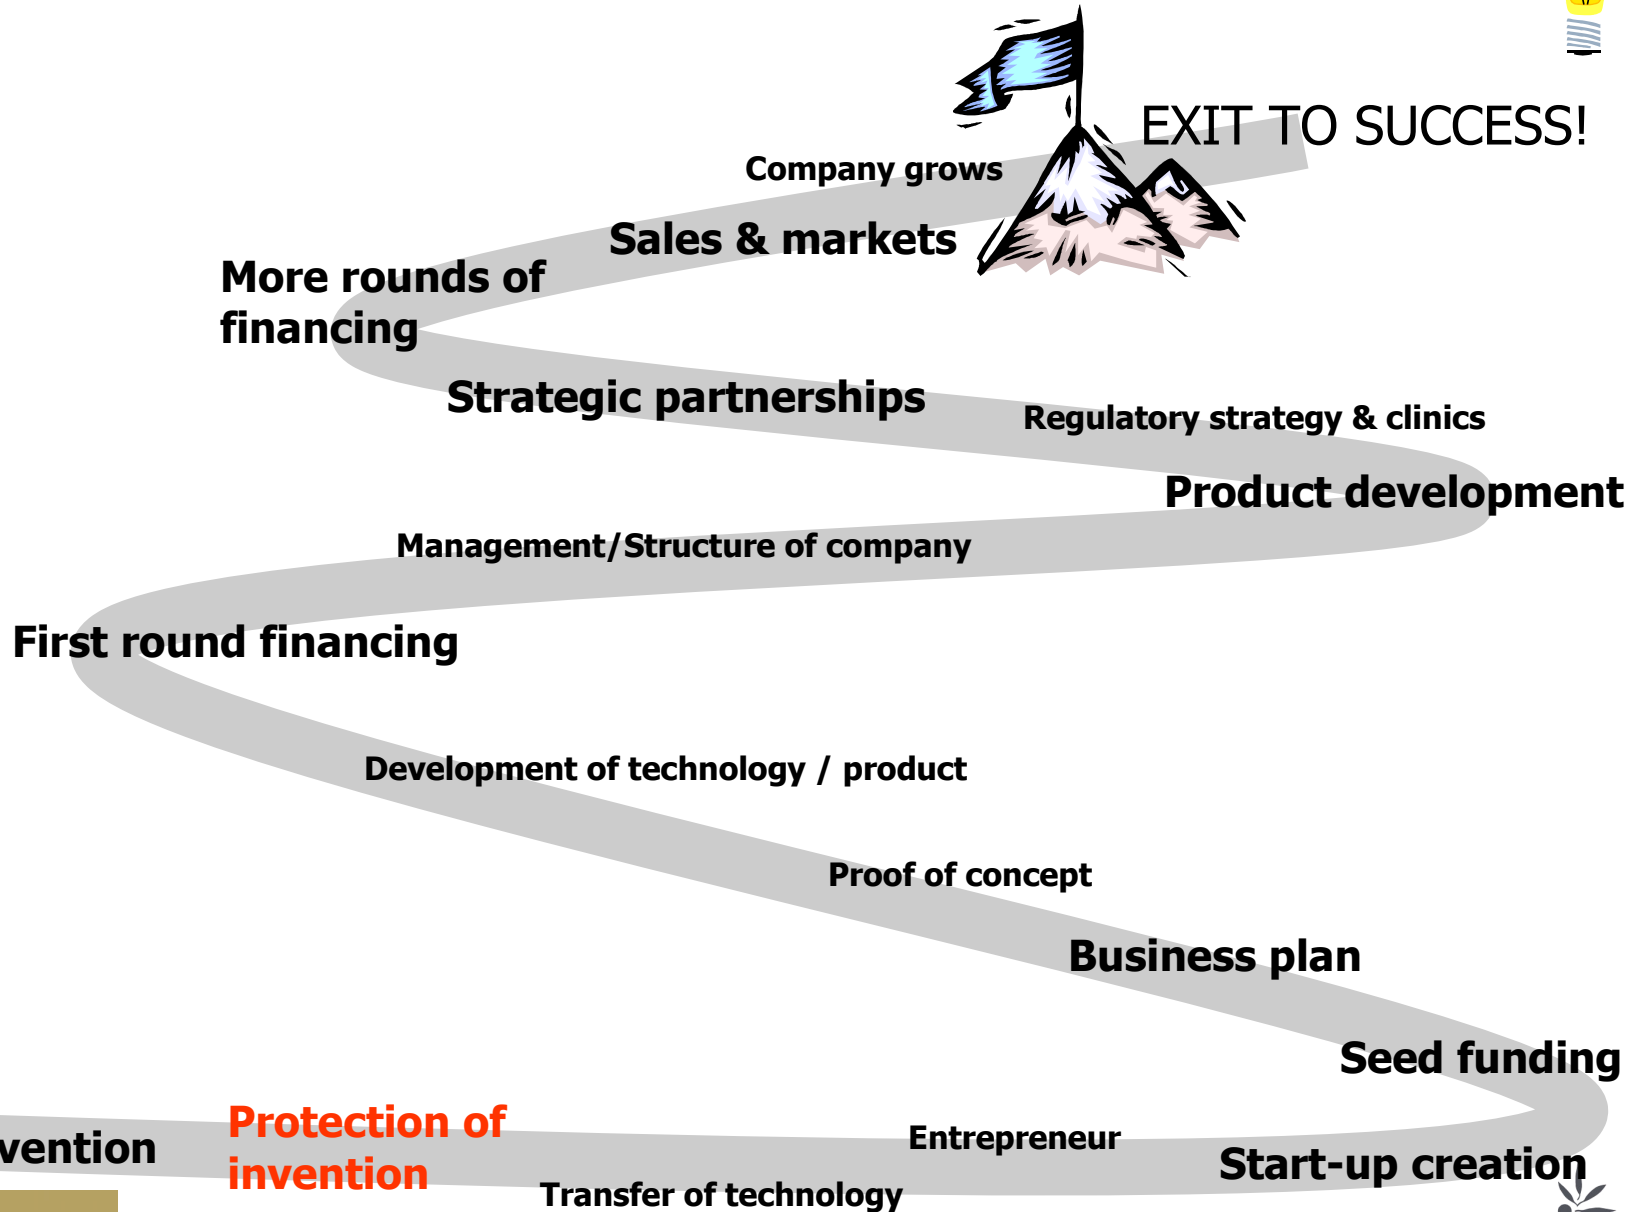 EXIT TO SUCCESS!
Company grows
Sales & markets
More rounds of
financing
Strategic partnerships
Regulatory strategy & clinics
Product development
Management/Structure of company
First round financing
Development of technology / product
Proof of concept
Business plan
Seed funding
Protection of
invention
vention
Entrepreneur
Start-up creation
Transfer of technology